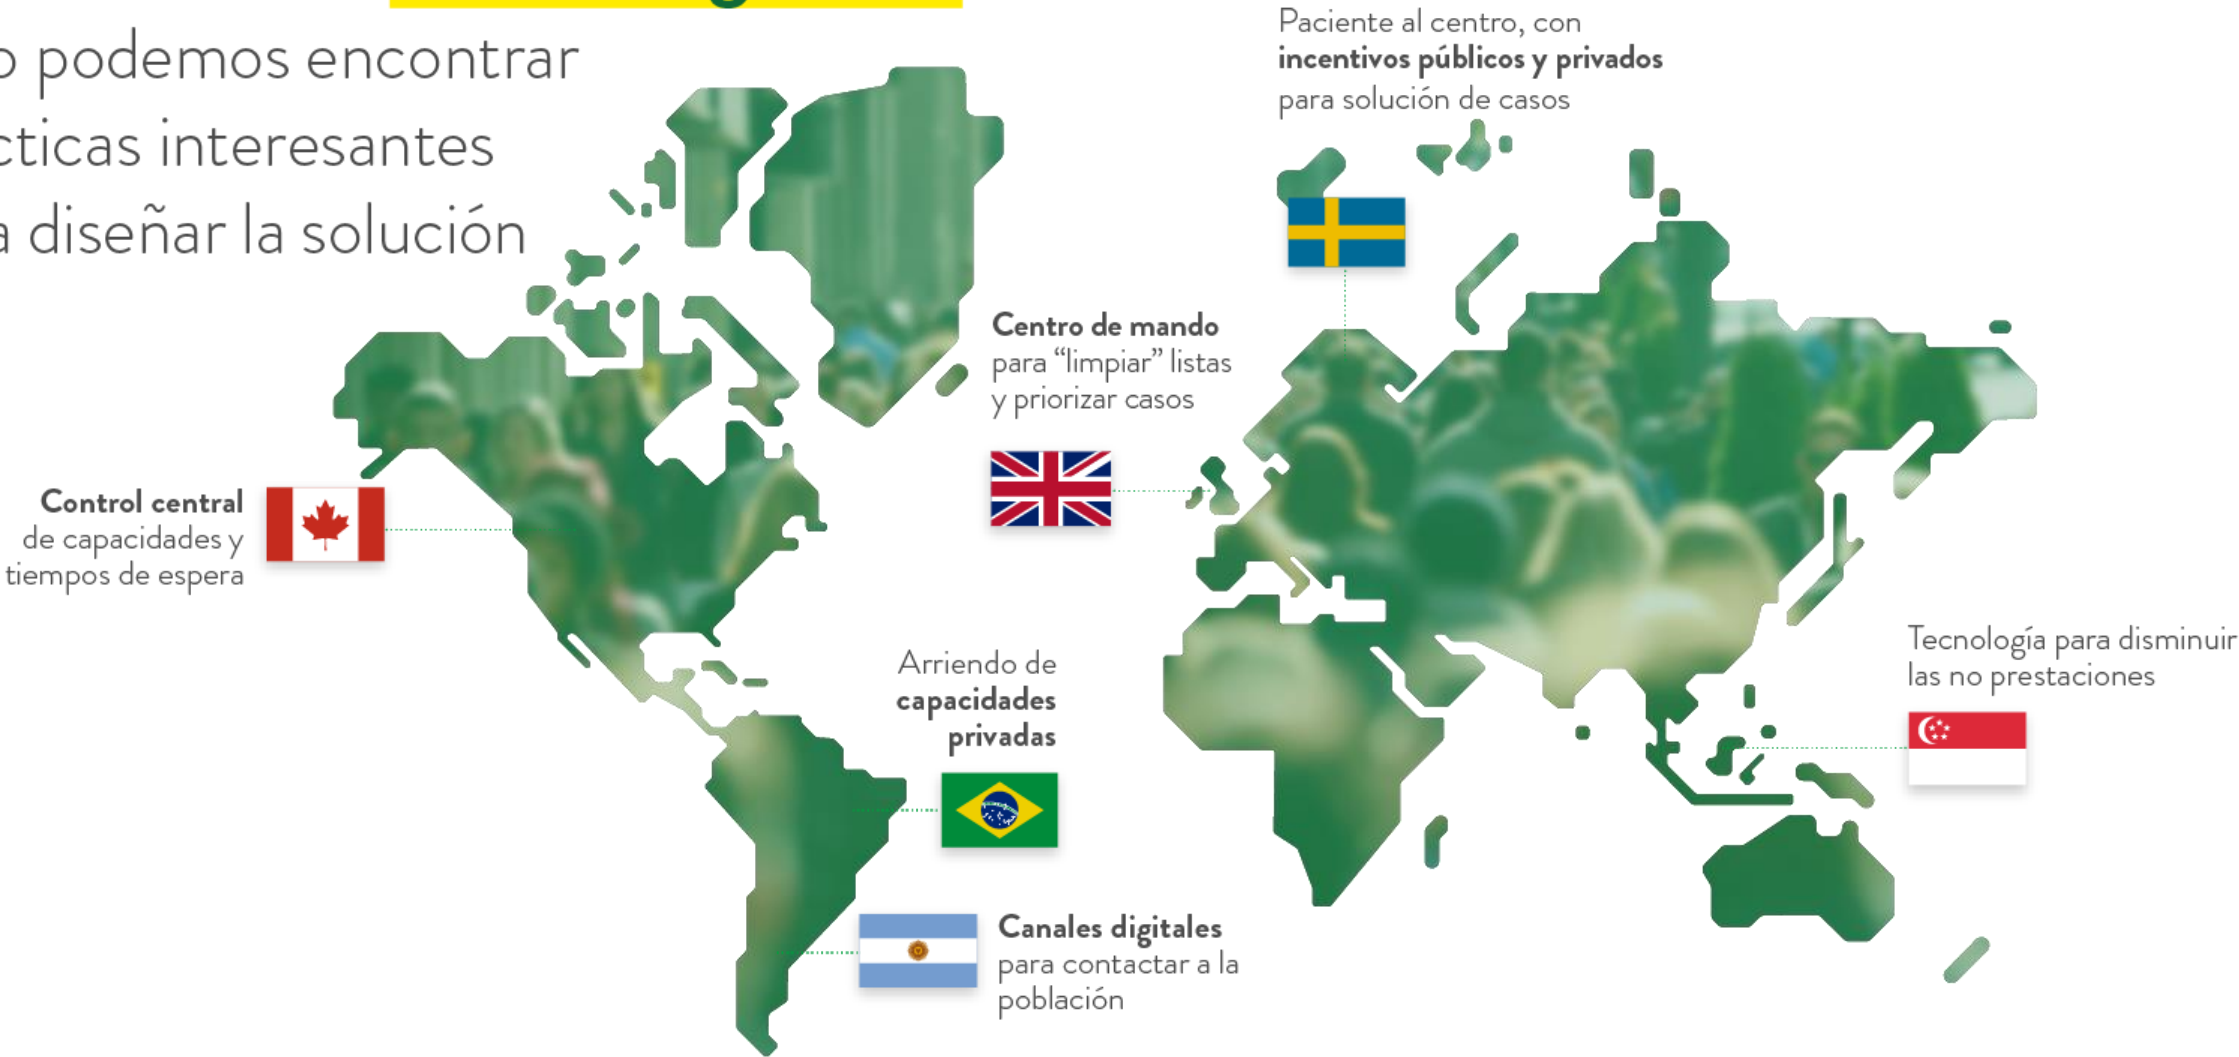 podemos encontrar
interesantes
diseñar la solución
Paciente al centro, con
incentivos públicos y privados
para solución de casos
Centro de mando
para “limpiar” listas
y priorizar casos
Control central
de capacidades y
tiempos de espera
Arriendo de
capacidades
privadas
Tecnología para disminuir
las no prestaciones
Canales digitales
para contactar a la
población